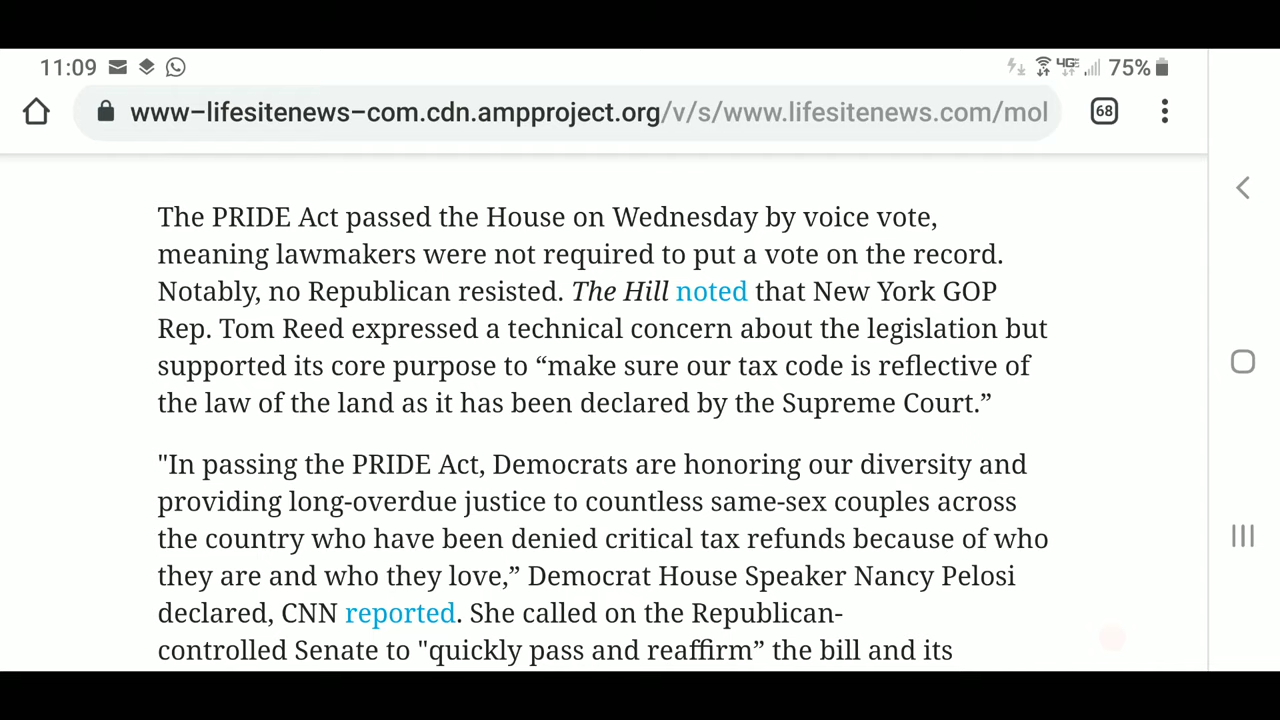 11:09 4GE 75%
www-lifesitenews-com.cdn.ampproject.org/v/s/www.lifesitenews.com/mol 68
The PRIDE Act passed the House on Wednesday by voice vote,
meaning lawmakers were not required to put a vote on the record.
Notably, no Republican resisted. The Hill noted that New York GOP
Rep. Tom Reed expressed a technical concern about the legislation but
supported its core purpose to “make sure our tax code is reflective of
the law of the land as it has been declared by the Supreme Court.”
"In passing the PRIDE Act, Democrats are honoring our diversity and
providing long-overdue justice to countless same-sex couples across
the country who have been denied critical tax refunds because of who
they are and who they love,” Democrat House Speaker Nancy Pelosi
declared, CNN reported. She called on the Republican-
controlled Senate to "quickly pass and reaffirm” the bill and its